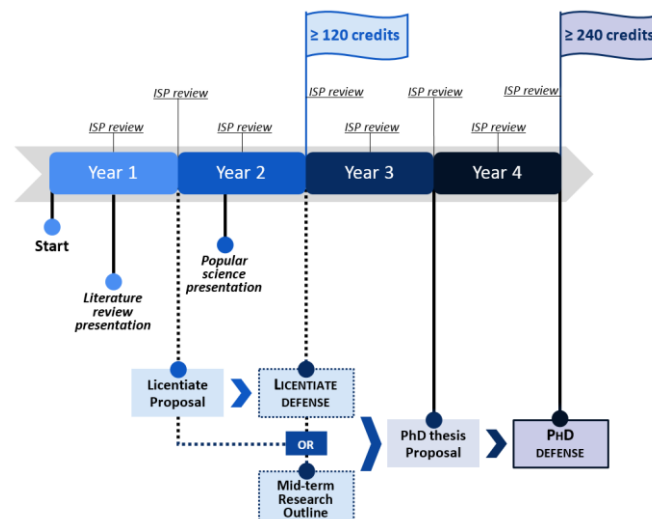 ≥ 120 credits
≥ 240 credits
ISP review
ISP review
ISP review
ISP review
ISP review
ISP review
ISP review
ISP review
Year 1
Year 2
Year 3
Year 4
Start
Literature
review
presentation
Popular
science
presentation
Licentiate
Proposal
LICENTIATE
DEFENSE
OR
Mid-term
Research
Outline
PhD thesis
Proposal
PHD
DEFENSE